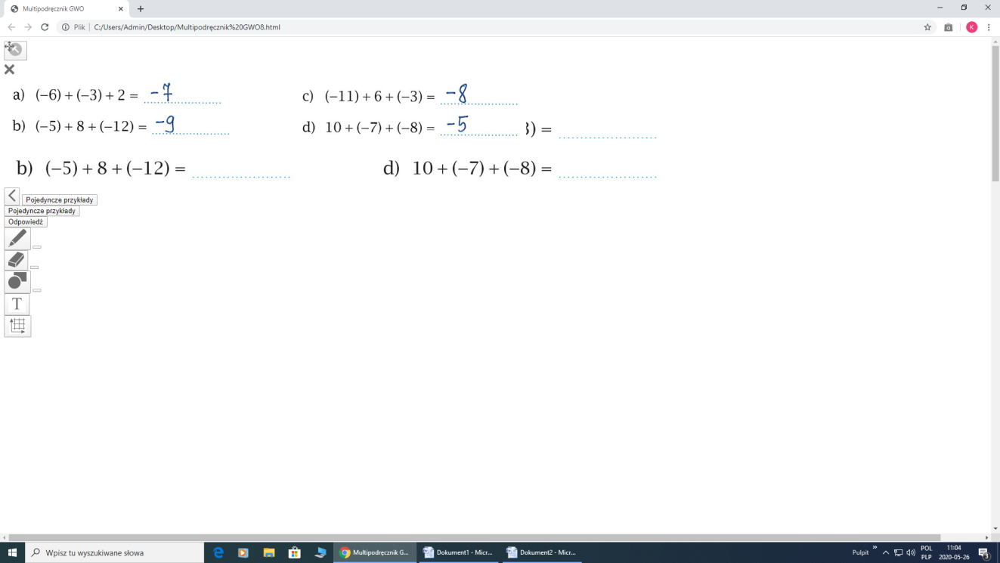 Multipodręcznik GWO
Plik | C:/Users/Admin/Desktop/Multipodręcznik%20GWO8.html
K
a) (−6) + (−3) + 2 = −7
c) (−11) + 6 + (−3) = −8
b) (−5) + 8 + (−12) = −9
d) 10 + (−7) + (−8) = −5
) =
b) (−5) + 8 + (−12) =
d) 10 + (−7) + (−8) =
Pojedyncze przykłady
Pojedyncze przykłady
Odpowiedź
T
Wpisz tu wyszukiwane słowa
Multipodręcznik G...
Dokument1 - Micr...
Dokument2 - Micr...
Pulpit
POL
PLP
11:04
2020-05-26
3